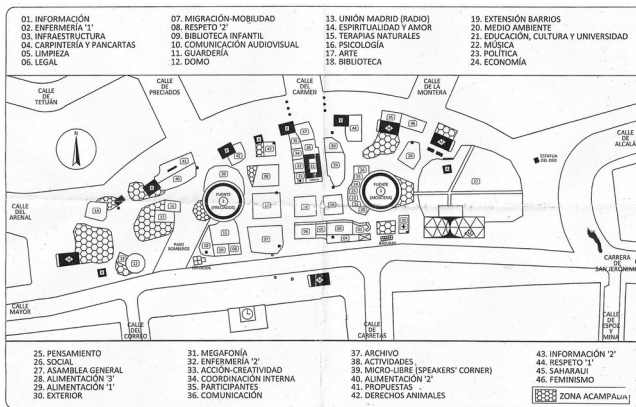 01. INFORMACIÓN
02. ENFERMERÍA '1'
03. INFRAESTRUCTURA
04. CARPINTERÍA Y PANCARTAS
05. LIMPIEZA
06. LEGAL
07. MIGRACIÓN-MOBILIDAD
08. RESPETO '2'
09. BIBLIOTECA INFANTIL
10. COMUNICACIÓN AUDIOVISUAL
11. GUARDERÍA
12. DOMO
13. UNIÓN MADRID (RADIO)
14. ESPIRITUALIDAD Y AMOR
15. TERAPIAS NATURALES
16. PSICOLOGÍA
17. ARTE
18. BIBLIOTECA
19. EXTENSIÓN BARRIOS
20. MEDIO AMBIENTE
21. EDUCACIÓN, CULTURA Y UNIVERSIDAD
22. MÚSICA
23. POLÍTICA
24. ECONOMÍA
CALLE
DE
TETUÁN
CALLE
DE
PRECIADOS
CALLE
DEL
CARMEN
CALLE
DE LA
MONTERA
CALLE
DE
ALCALÁ
N
ESTATUA
DEL OSO
CALLE
DEL
ARENAL
FUENTE
(PRECIADOS)
FUENTE
(MONTERA)
PASO
BOMBEROS
CARRERA
DE
SAN JERÓNIMO
CALLE
MAYOR
CALLE
DEL
CORREO
CALLE
DE
CARRETAS
CALLE
DE
ESPOZ
Y
MINA
25. PENSAMIENTO
26. SOCIAL
27. ASAMBLEA GENERAL
28. ALIMENTACIÓN '3'
29. ALIMENTACIÓN '1'
30. EXTERIOR
31. MEGAFONÍA
32. ENFERMERÍA '2'
33. ACCIÓN-CREATIVIDAD
34. COORDINACIÓN INTERNA
35. PARTICIPANTES
36. COMUNICACIÓN
37. ARCHIVO
38. ACTIVIDADES
39. MICRO-LIBRE (SPEAKERS' CORNER)
40. ALIMENTACIÓN '2'
41. PROPUESTAS
42. DERECHOS ANIMALES
43. INFORMACIÓN '2'
44. RESPETO '1'
45. SAHARAUI
46. FEMINISMO
ZONA ACAMPADA